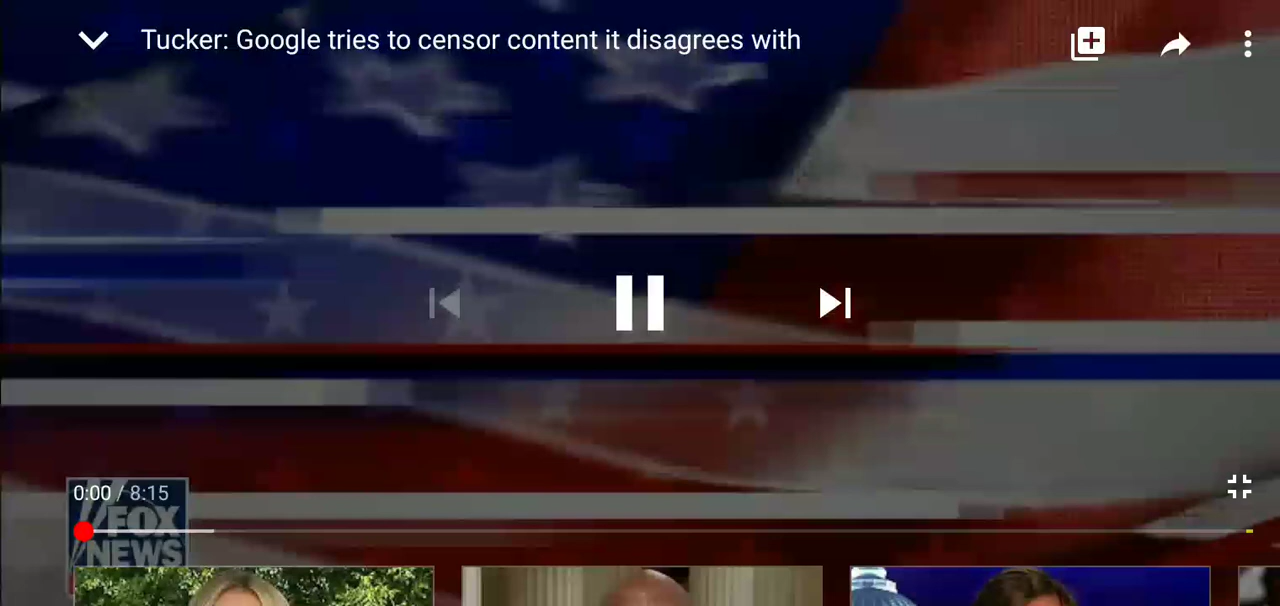 Tucker: Google tries to censor content it disagrees with
0:00 / 8:15
FOX
NEWS